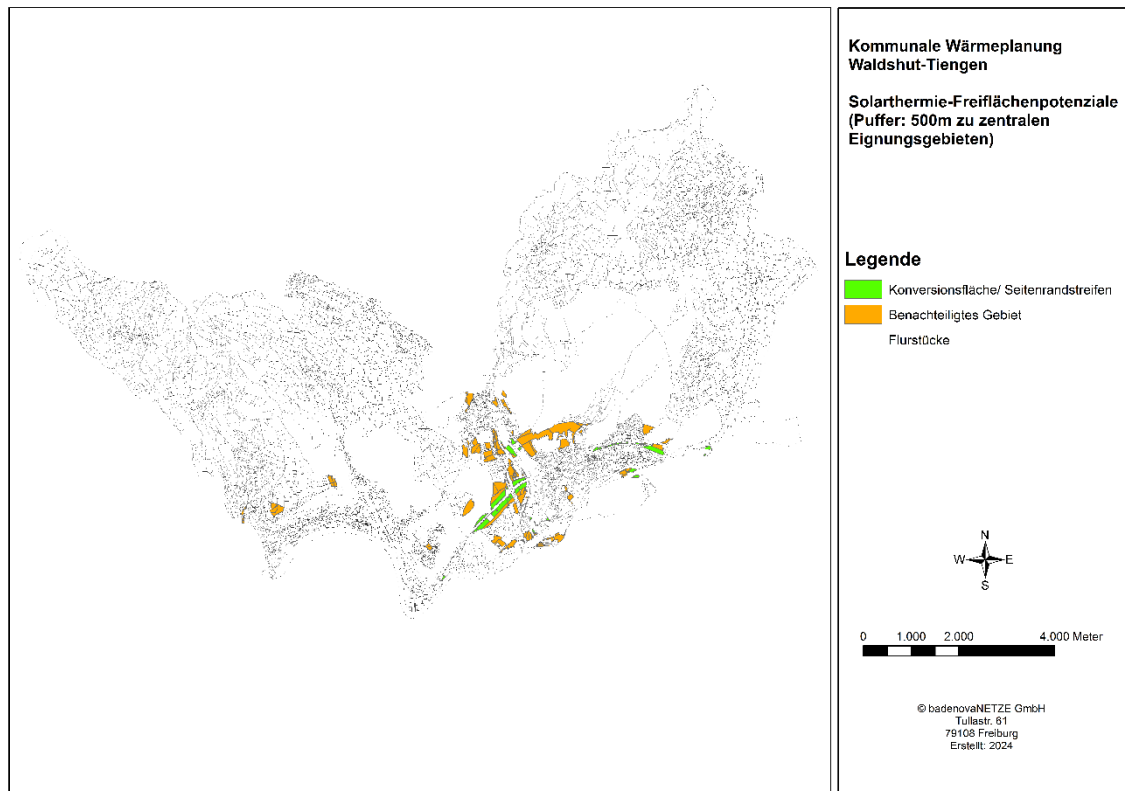 Kommunale Wärmeplanung
Waldshut-Tiengen
Solarthermie-Freiflächenpotenziale
(Puffer: 500m zu zentralen
Eignungsgebieten)
Legende
Konversionsfläche/ Seitenrandstreifen
Benachteiligtes Gebiet
Flurstücke
N
W E
S
0 1.000 2.000 4.000 Meter
© badenovaNETZE GmbH
Tullastr. 61
79108 Freiburg
Erstellt: 2024